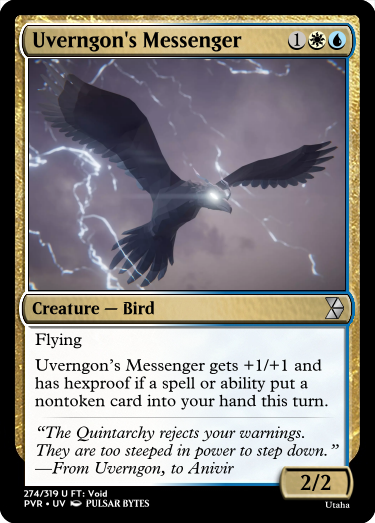 Uverngon's Messenger 1
Creature — Bird
Flying
Uverngon's Messenger gets +1/+1 and
has hexproof if a spell or ability put a
nontoken card into your hand this turn.
"The Quintarchy rejects your warnings.
They are too steeped in power to step down."
—From Uverngon, to Anivir
2/2
274/319 U FT: Void
PVR • UV PULSAR BYTES
Utaha